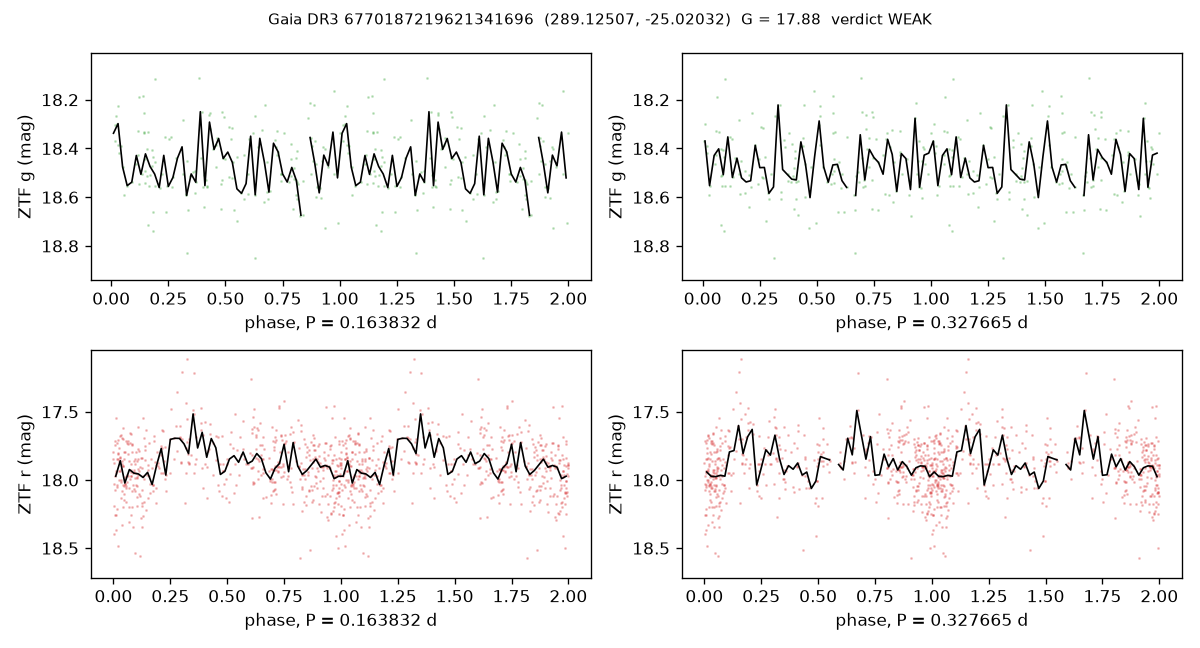 Gaia DR3 6770187219621341696 (289.12507, -25.02032) G = 17.88 verdict WEAK
ZTF g (mag)
18.2
18.4
18.6
18.8
0.00 0.25 0.50 0.75 1.00 1.25 1.50 1.75 2.00
phase, P = 0.163832 d
ZTF g (mag)
18.2
18.4
18.6
18.8
0.00 0.25 0.50 0.75 1.00 1.25 1.50 1.75 2.00
phase, P = 0.327665 d
ZTF r (mag)
17.5
18.0
18.5
0.00 0.25 0.50 0.75 1.00 1.25 1.50 1.75 2.00
phase, P = 0.163832 d
ZTF r (mag)
17.5
18.0
18.5
0.00 0.25 0.50 0.75 1.00 1.25 1.50 1.75 2.00
phase, P = 0.327665 d